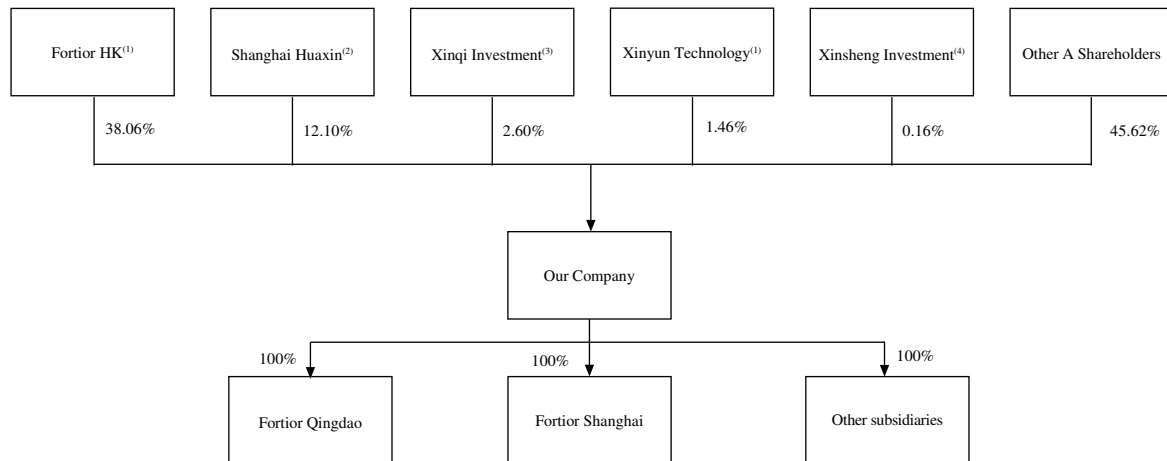 Fortior HK(1)
Shanghai Huaxin(2)
Xinqi Investment(3)
Xinyun Technology(1)
Xinsheng Investment(4)
Other A Shareholders
38.06%
12.10%
2.60%
1.46%
0.16%
45.62%
Our Company
100%
100%
100%
Fortior Qingdao
Fortior Shanghai
Other subsidiaries